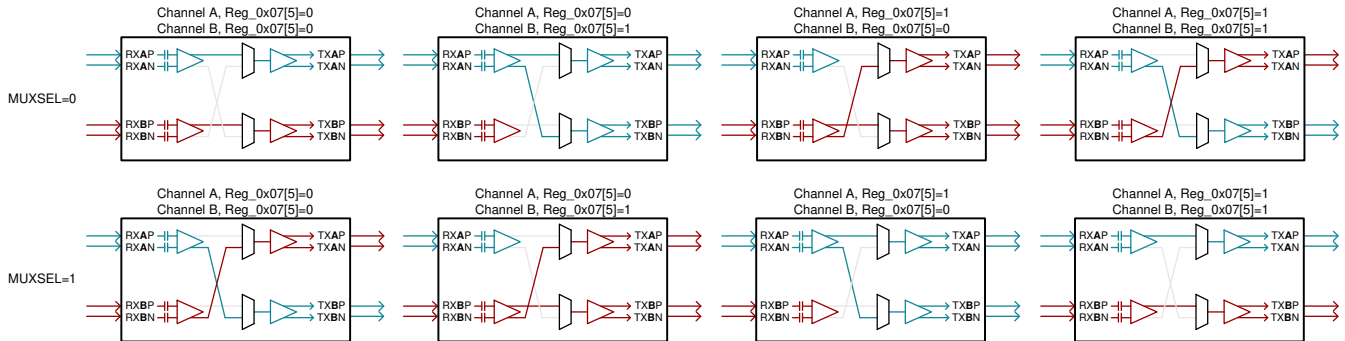 Channel A, Reg_0x07[5]=0
Channel B, Reg_0x07[5]=0
Channel A, Reg_0x07[5]=0
Channel B, Reg_0x07[5]=1
Channel A, Reg_0x07[5]=1
Channel B, Reg_0x07[5]=0
Channel A, Reg_0x07[5]=1
Channel B, Reg_0x07[5]=1
MUXSEL=0
RXAP TXAP
RXAN TXAN
RXBP TXBP
RXBN TXBN
RXAP TXAP
RXAN TXAN
RXBP TXBP
RXBN TXBN
RXAP TXAP
RXAN TXAN
RXBP TXBP
RXBN TXBN
RXAP TXAP
RXAN TXAN
RXBP TXBP
RXBN TXBN
Channel A, Reg_0x07[5]=0
Channel B, Reg_0x07[5]=0
Channel A, Reg_0x07[5]=0
Channel B, Reg_0x07[5]=1
Channel A, Reg_0x07[5]=1
Channel B, Reg_0x07[5]=0
Channel A, Reg_0x07[5]=1
Channel B, Reg_0x07[5]=1
MUXSEL=1
RXAP TXAP
RXAN TXAN
RXBP TXBP
RXBN TXBN
RXAP TXAP
RXAN TXAN
RXBP TXBP
RXBN TXBN
RXAP TXAP
RXAN TXAN
RXBP TXBP
RXBN TXBN
RXAP TXAP
RXAN TXAN
RXBP TXBP
RXBN TXBN